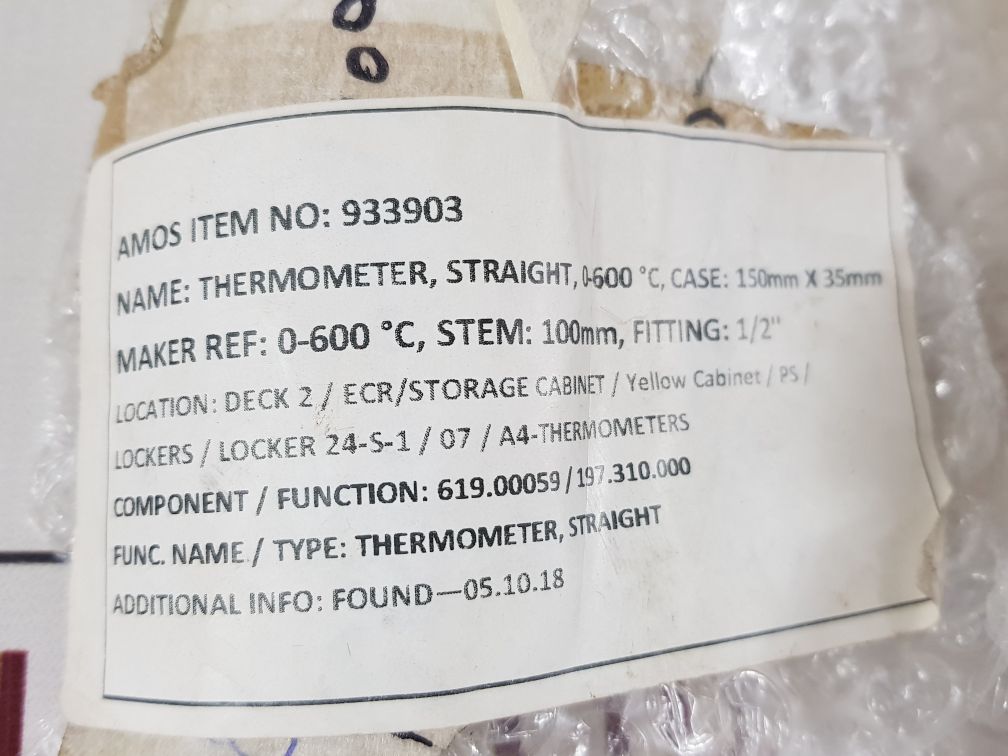 AMOS ITEM NO: 933903
NAME: THERMOMETER, STRAIGHT, 0-600 °C, CASE: 150mm X 35mm
MAKER REF: 0-600 °C, STEM: 100mm, FITTING: 1/2"
LOCATION: DECK 2 / ECR/STORAGE CABINET / Yellow Cabinet / PS /
LOCKERS / LOCKER 24-S-1 / 07 / A4-THERMOMETERS
COMPONENT / FUNCTION: 619.00059/197.310.000
FUNC. NAME / TYPE: THERMOMETER, STRAIGHT
ADDITIONAL INFO: FOUND—05.10.18